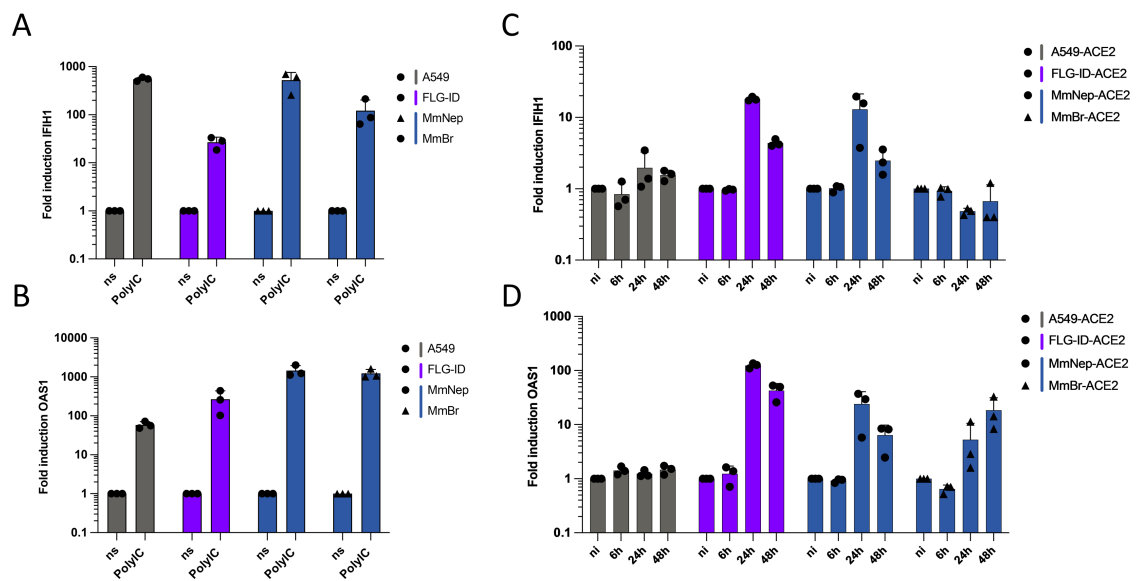 A
Fold induction IFIH1
1000
100
10
1
0.1
ns
PolyIC
ns
PolyIC
ns
PolyIC
ns
PolyIC
A549
FLG-ID
MmNep
MmBr
B
Fold induction OAS1
10000
1000
100
10
1
0.1
ns
PolyIC
ns
PolyIC
ns
PolyIC
ns
PolyIC
A549
FLG-ID
MmNep
MmBr
C
Fold induction IFIH1
100
10
1
0.1
ni
6h
24h
48h
ni
6h
24h
48h
ni
6h
24h
48h
ni
6h
24h
48h
A549-ACE2
FLG-ID-ACE2
MmNep-ACE2
MmBr-ACE2
D
Fold induction OAS1
1000
100
10
1
0.1
ni
6h
24h
48h
ni
6h
24h
48h
ni
6h
24h
48h
ni
6h
24h
48h
A549-ACE2
FLG-ID-ACE2
MmNep-ACE2
MmBr-ACE2